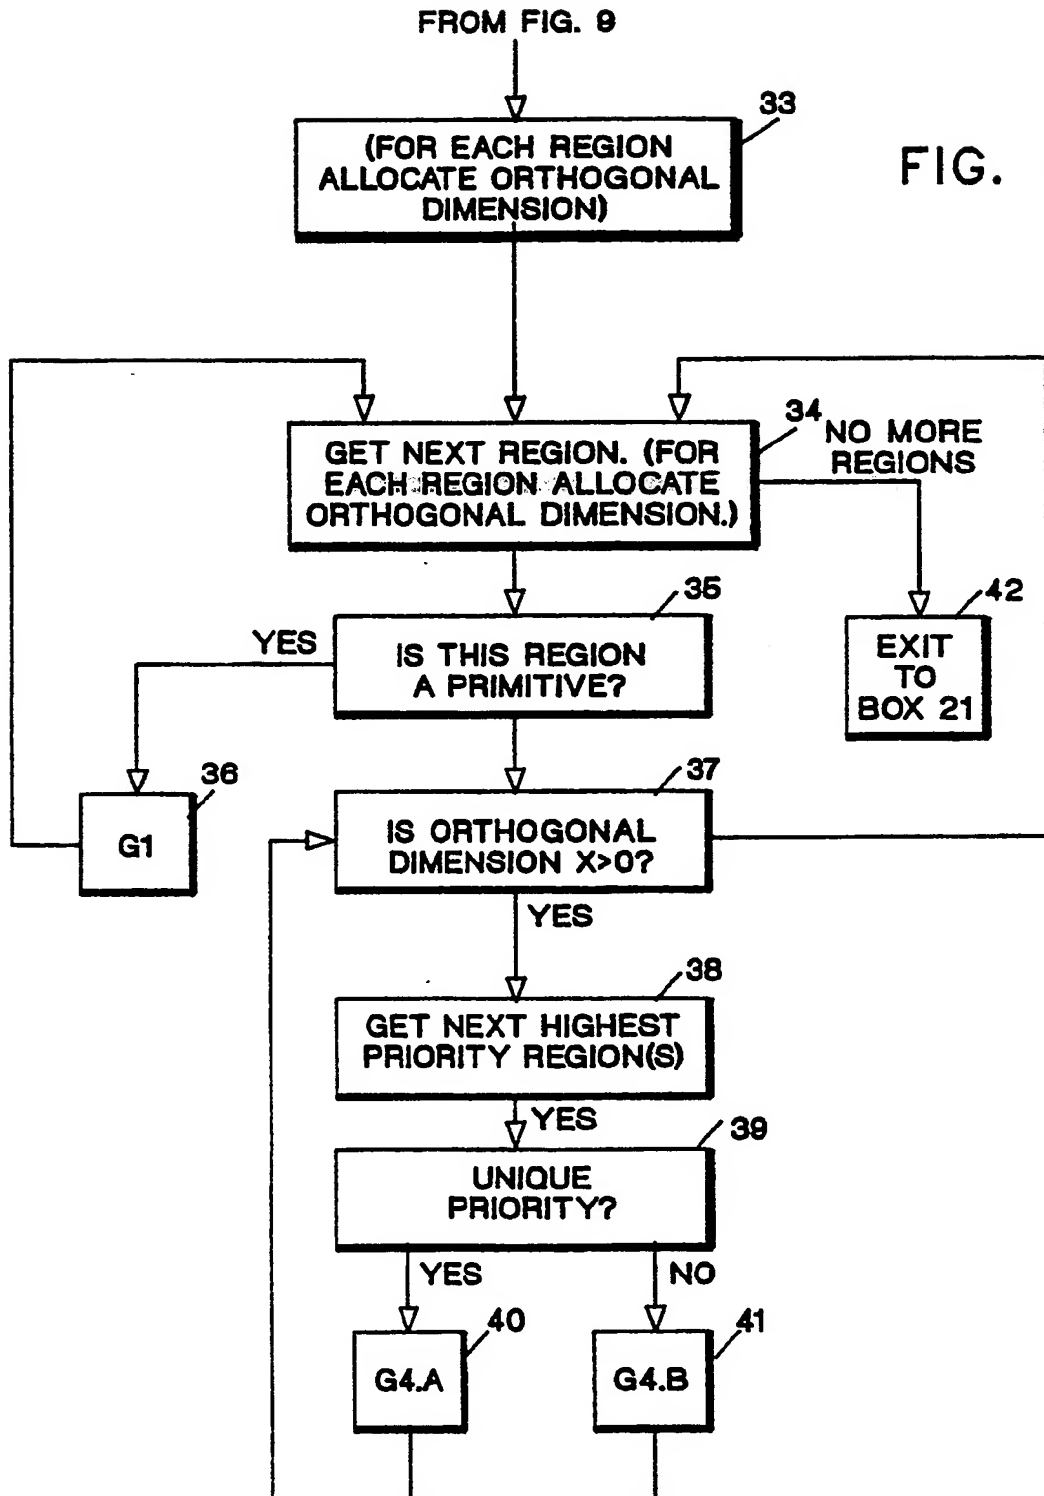 FROM FIG. 9
33
(FOR EACH REGION
ALLOCATE ORTHOGONAL
DIMENSION)
FIG.
34
GET NEXT REGION. (FOR
EACH REGION ALLOCATE
ORTHOGONAL DIMENSION.)
NO MORE
REGIONS
35
IS THIS REGION
A PRIMITIVE?
YES
42
EXIT
TO
BOX 21
36
G1
37
IS ORTHOGONAL
DIMENSION X>0?
YES
38
GET NEXT HIGHEST
PRIORITY REGION(S)
YES
39
UNIQUE
PRIORITY?
YES
NO
40
G4.A
41
G4.B